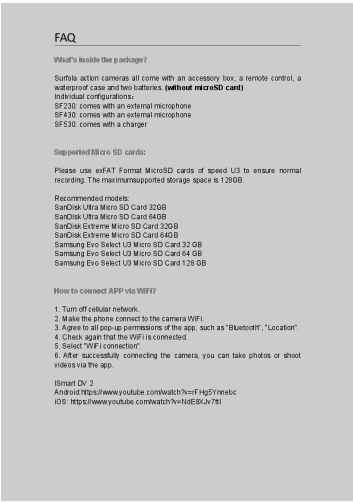 FAQ
What's inside the package?
Surfola action cameras all come with an accessory box, a remote control, a
waterproof case and two batteries. (without microSD card)
Individual configurations:
SF230: comes with an external microphone
SF430: comes with an external microphone
SF530: comes with a charger
Supported Micro SD cards:
Please use exFAT Format MicroSD cards of speed U3 to ensure normal
recording. The maximumsupported storage space is 128GB.
Recommended models:
SanDisk Ultra Micro SD Card 32GB
SanDisk Ultra Micro SD Card 64GB
SanDisk Extreme Micro SD Card 32GB
SanDisk Extreme Micro SD Card 64GB
Samsung Evo Select U3 Micro SD Card 32 GB
Samsung Evo Select U3 Micro SD Card 64 GB
Samsung Evo Select U3 Micro SD Card 128 GB
How to connect APP via WiFi?
1. Turn off cellular network.
2. Make the phone connect to the camera WiFi.
3. Agree to all pop-up permissions of the app, such as "Bluetooth", "Location".
4. Check again that the WiFi is connected.
5. Select "WiFi connection".
6. After successfully connecting the camera, you can take photos or shoot
videos via the app.
ISmart DV 2
Android:https://www.youtube.com/watch?v=rFHg5Ynnebc
iOS: https://www.youtube.com/watch?v=NdE8XJv7ttI